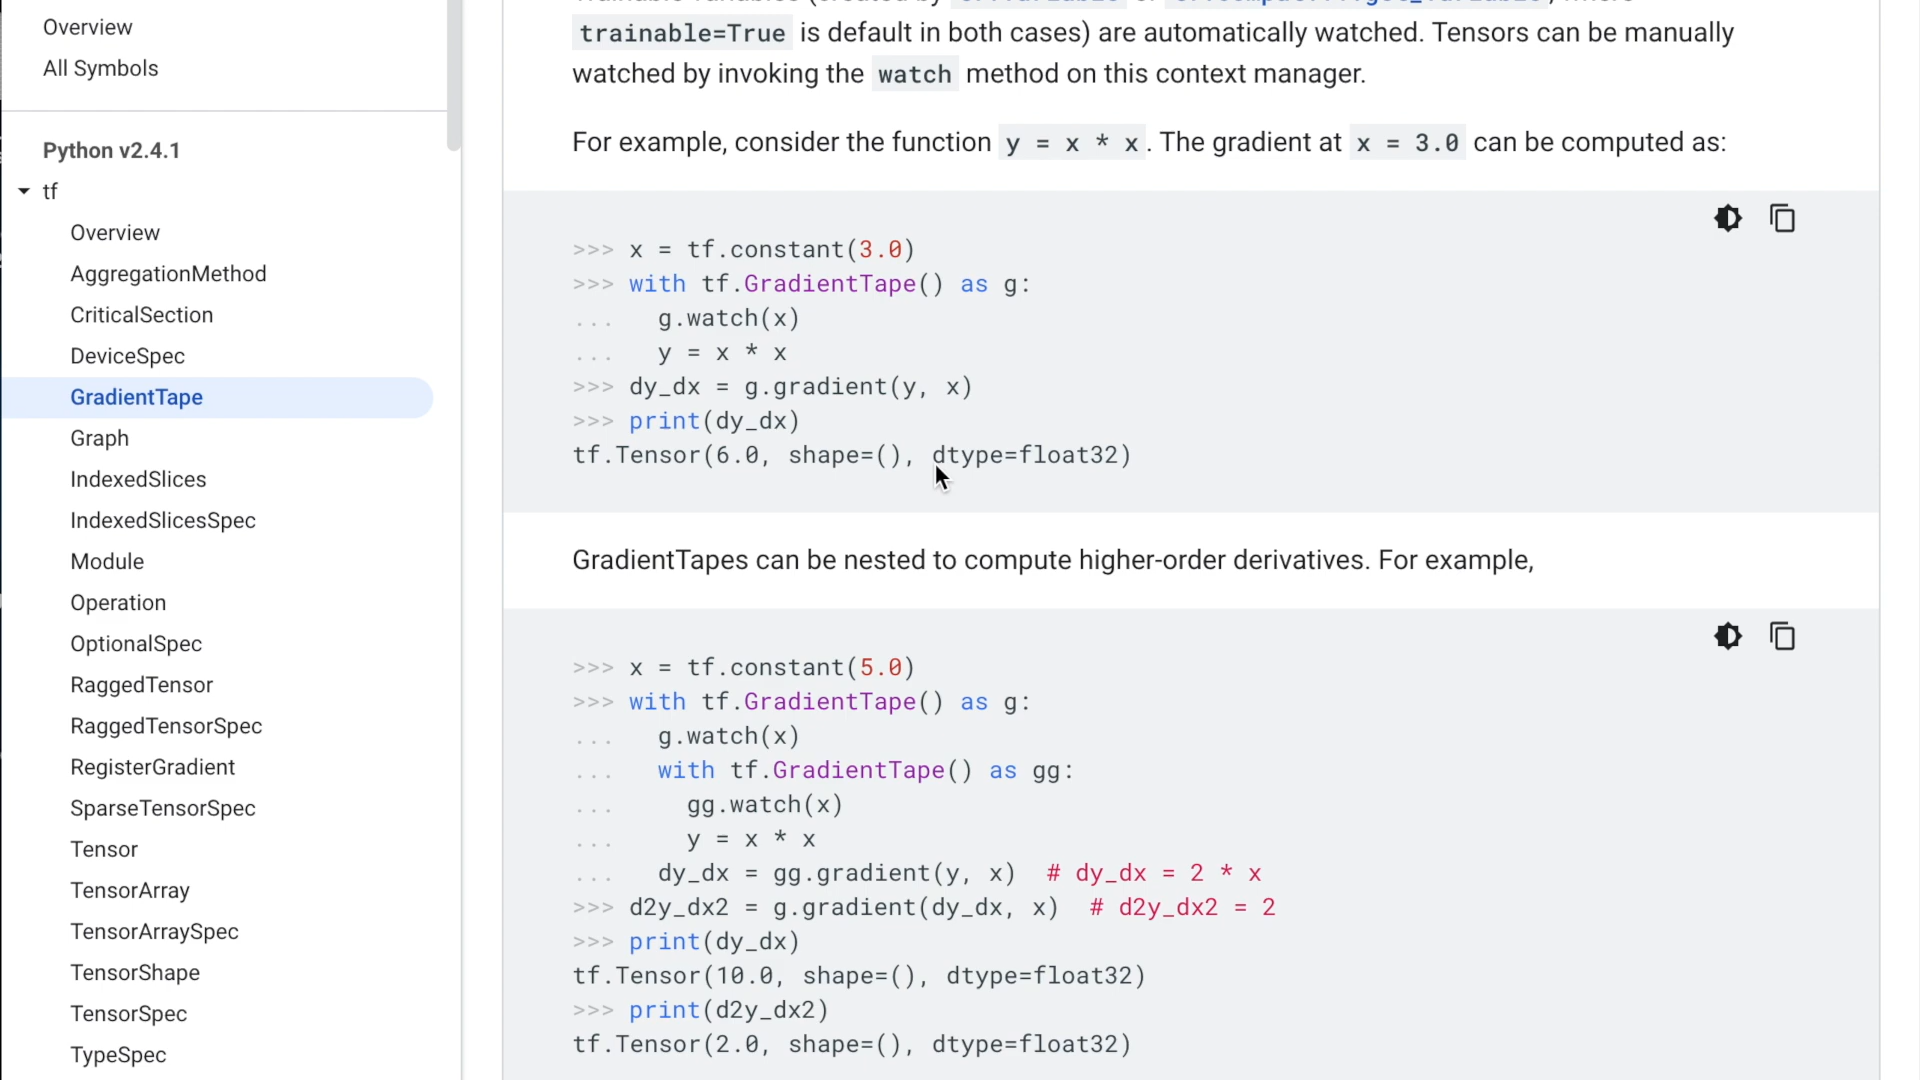 Overview
All Symbols
Python v2.4.1
tf
Overview
AggregationMethod
CriticalSection
DeviceSpec
GradientTape
Graph
IndexedSlices
IndexedSlicesSpec
Module
Operation
OptionalSpec
RaggedTensor
RaggedTensorSpec
RegisterGradient
SparseTensorSpec
Tensor
TensorArray
TensorArraySpec
TensorShape
TensorSpec
TypeSpec
trainable=True is default in both cases) are automatically watched. Tensors can be manually
watched by invoking the watch method on this context manager.
For example, consider the function y = x * x. The gradient at x = 3.0 can be computed as:
>>> x = tf.constant(3.0)
>>> with tf.GradientTape() as g:
...   g.watch(x)
...   y = x * x
>>> dy_dx = g.gradient(y, x)
>>> print(dy_dx)
tf.Tensor(6.0, shape=(), dtype=float32)
GradientTapes can be nested to compute higher-order derivatives. For example,
>>> x = tf.constant(5.0)
>>> with tf.GradientTape() as g:
...   g.watch(x)
...   with tf.GradientTape() as gg:
...     gg.watch(x)
...     y = x * x
...   dy_dx = gg.gradient(y, x)  # dy_dx = 2 * x
>>> d2y_dx2 = g.gradient(dy_dx, x)  # d2y_dx2 = 2
>>> print(dy_dx)
tf.Tensor(10.0, shape=(), dtype=float32)
>>> print(d2y_dx2)
tf.Tensor(2.0, shape=(), dtype=float32)